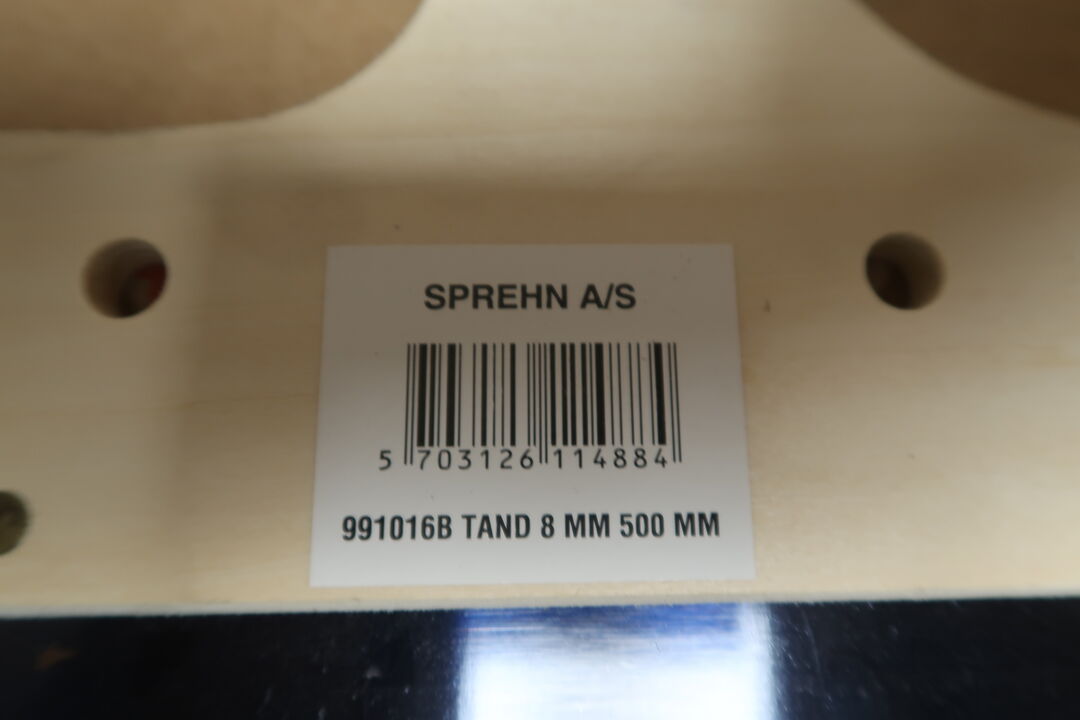 SPREHN A/S
5 703126 114884
991016B TAND 8 MM 500 MM